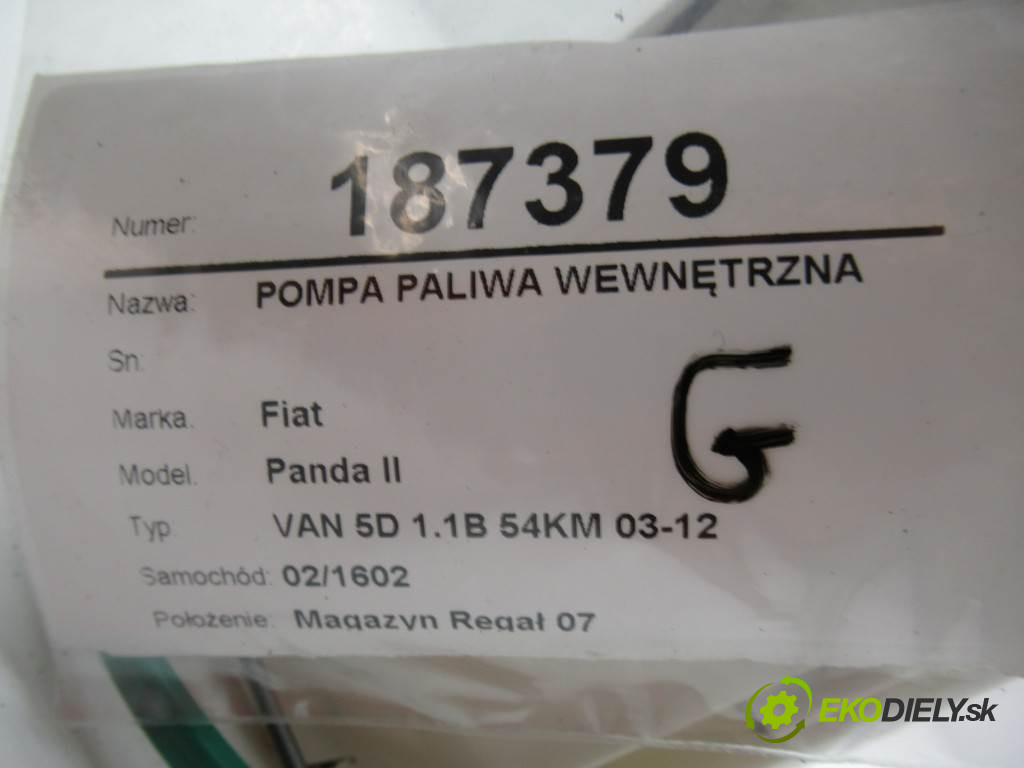 Numer: 187379
Nazwa: POMPA PALIWA WEWNĘTRZNA
Sn:
Marka: Fiat
Model: Panda II
Typ: VAN 5D 1.1B 54KM 03-12
G
Samochód: 02/1602
Położenie: Magazyn Regał 07
EKODIELY.sk